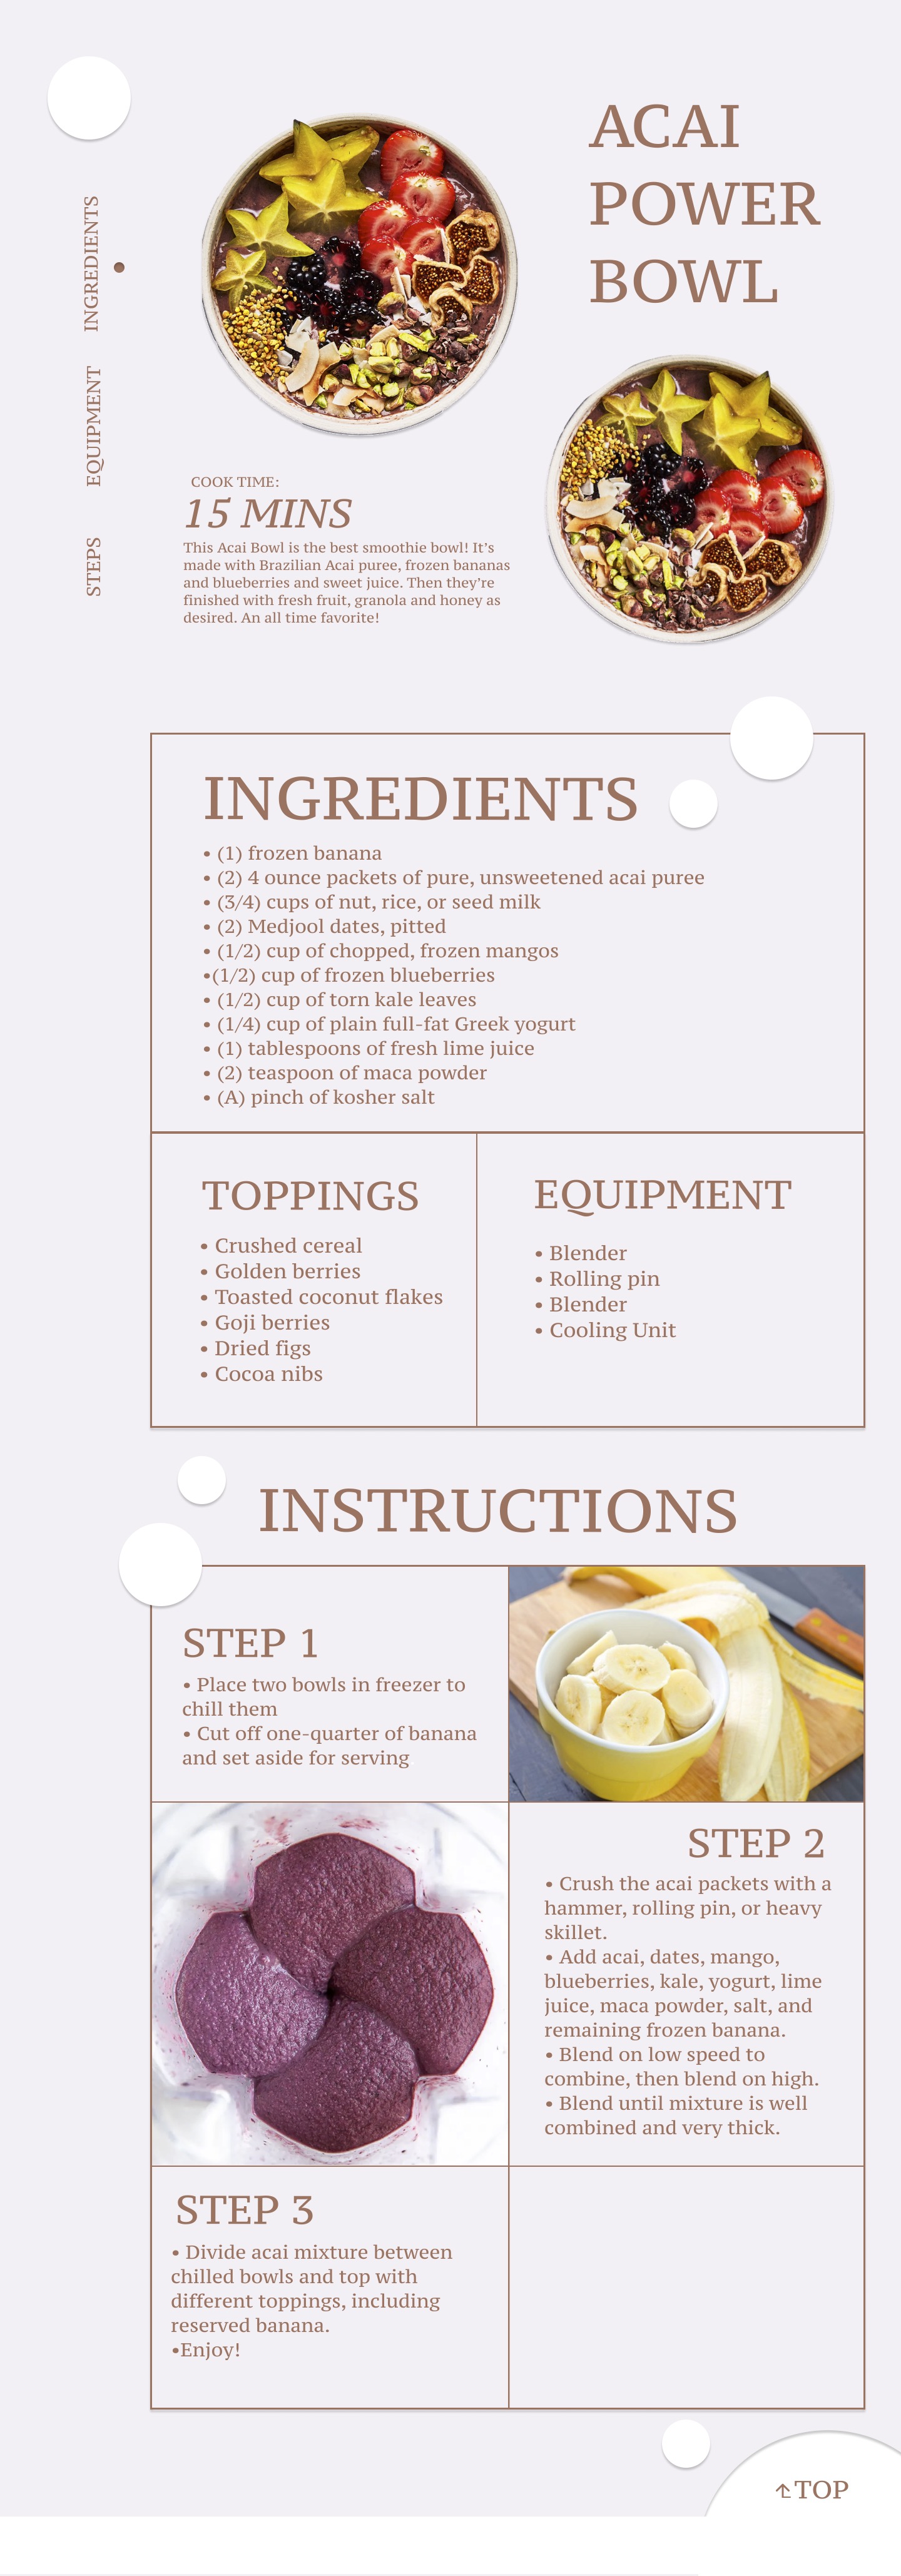 ACAI
POWER
BOWL
INGREDIENTS
EQUIPMENT
STEPS
COOK TIME:
15 MINS
This Acai Bowl is the best smoothie bowl! It's
made with Brazilian Acai puree, frozen bananas
and blueberries and sweet juice. Then they're
finished with fresh fruit, granola and honey as
desired. An all time favorite!
INGREDIENTS
• (1) frozen banana
• (2) 4 ounce packets of pure, unsweetened acai puree
• (3/4) cups of nut, rice, or seed milk
• (2) Medjool dates, pitted
• (1/2) cup of chopped, frozen mangos
•(1/2) cup of frozen blueberries
• (1/2) cup of torn kale leaves
• (1/4) cup of plain full-fat Greek yogurt
• (1) tablespoons of fresh lime juice
• (2) teaspoon of maca powder
• (A) pinch of kosher salt
TOPPINGS
• Crushed cereal
• Golden berries
• Toasted coconut flakes
• Goji berries
• Dried figs
• Cocoa nibs
EQUIPMENT
• Blender
• Rolling pin
• Blender
• Cooling Unit
INSTRUCTIONS
STEP 1
• Place two bowls in freezer to
chill them
• Cut off one-quarter of banana
and set aside for serving
STEP 2
• Crush the acai packets with a
hammer, rolling pin, or heavy
skillet.
• Add acai, dates, mango,
blueberries, kale, yogurt, lime
juice, maca powder, salt, and
remaining frozen banana.
• Blend on low speed to
combine, then blend on high.
• Blend until mixture is well
combined and very thick.
STEP 3
• Divide acai mixture between
chilled bowls and top with
different toppings, including
reserved banana.
•Enjoy!
TOP